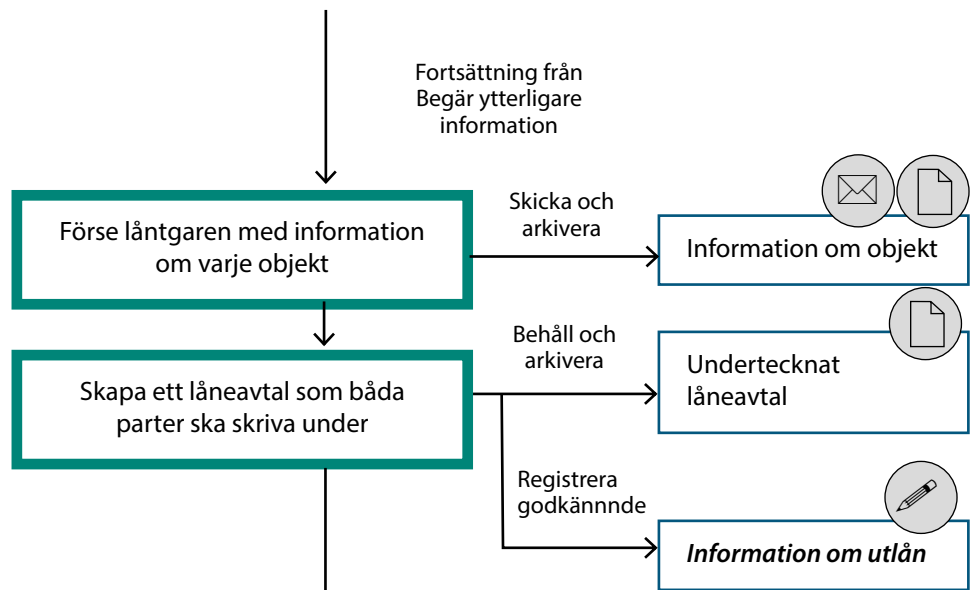 Fortsättning från
Begär ytterligare
information
Förse låntgaren med information
om varje objekt
Skicka och
arkivera
Information om objekt
Skapa ett låneavtal som båda
parter ska skriva under
Behåll och
arkivera
Undertecknat
låneavtal
Registrera
godkännnde
Information om utlån